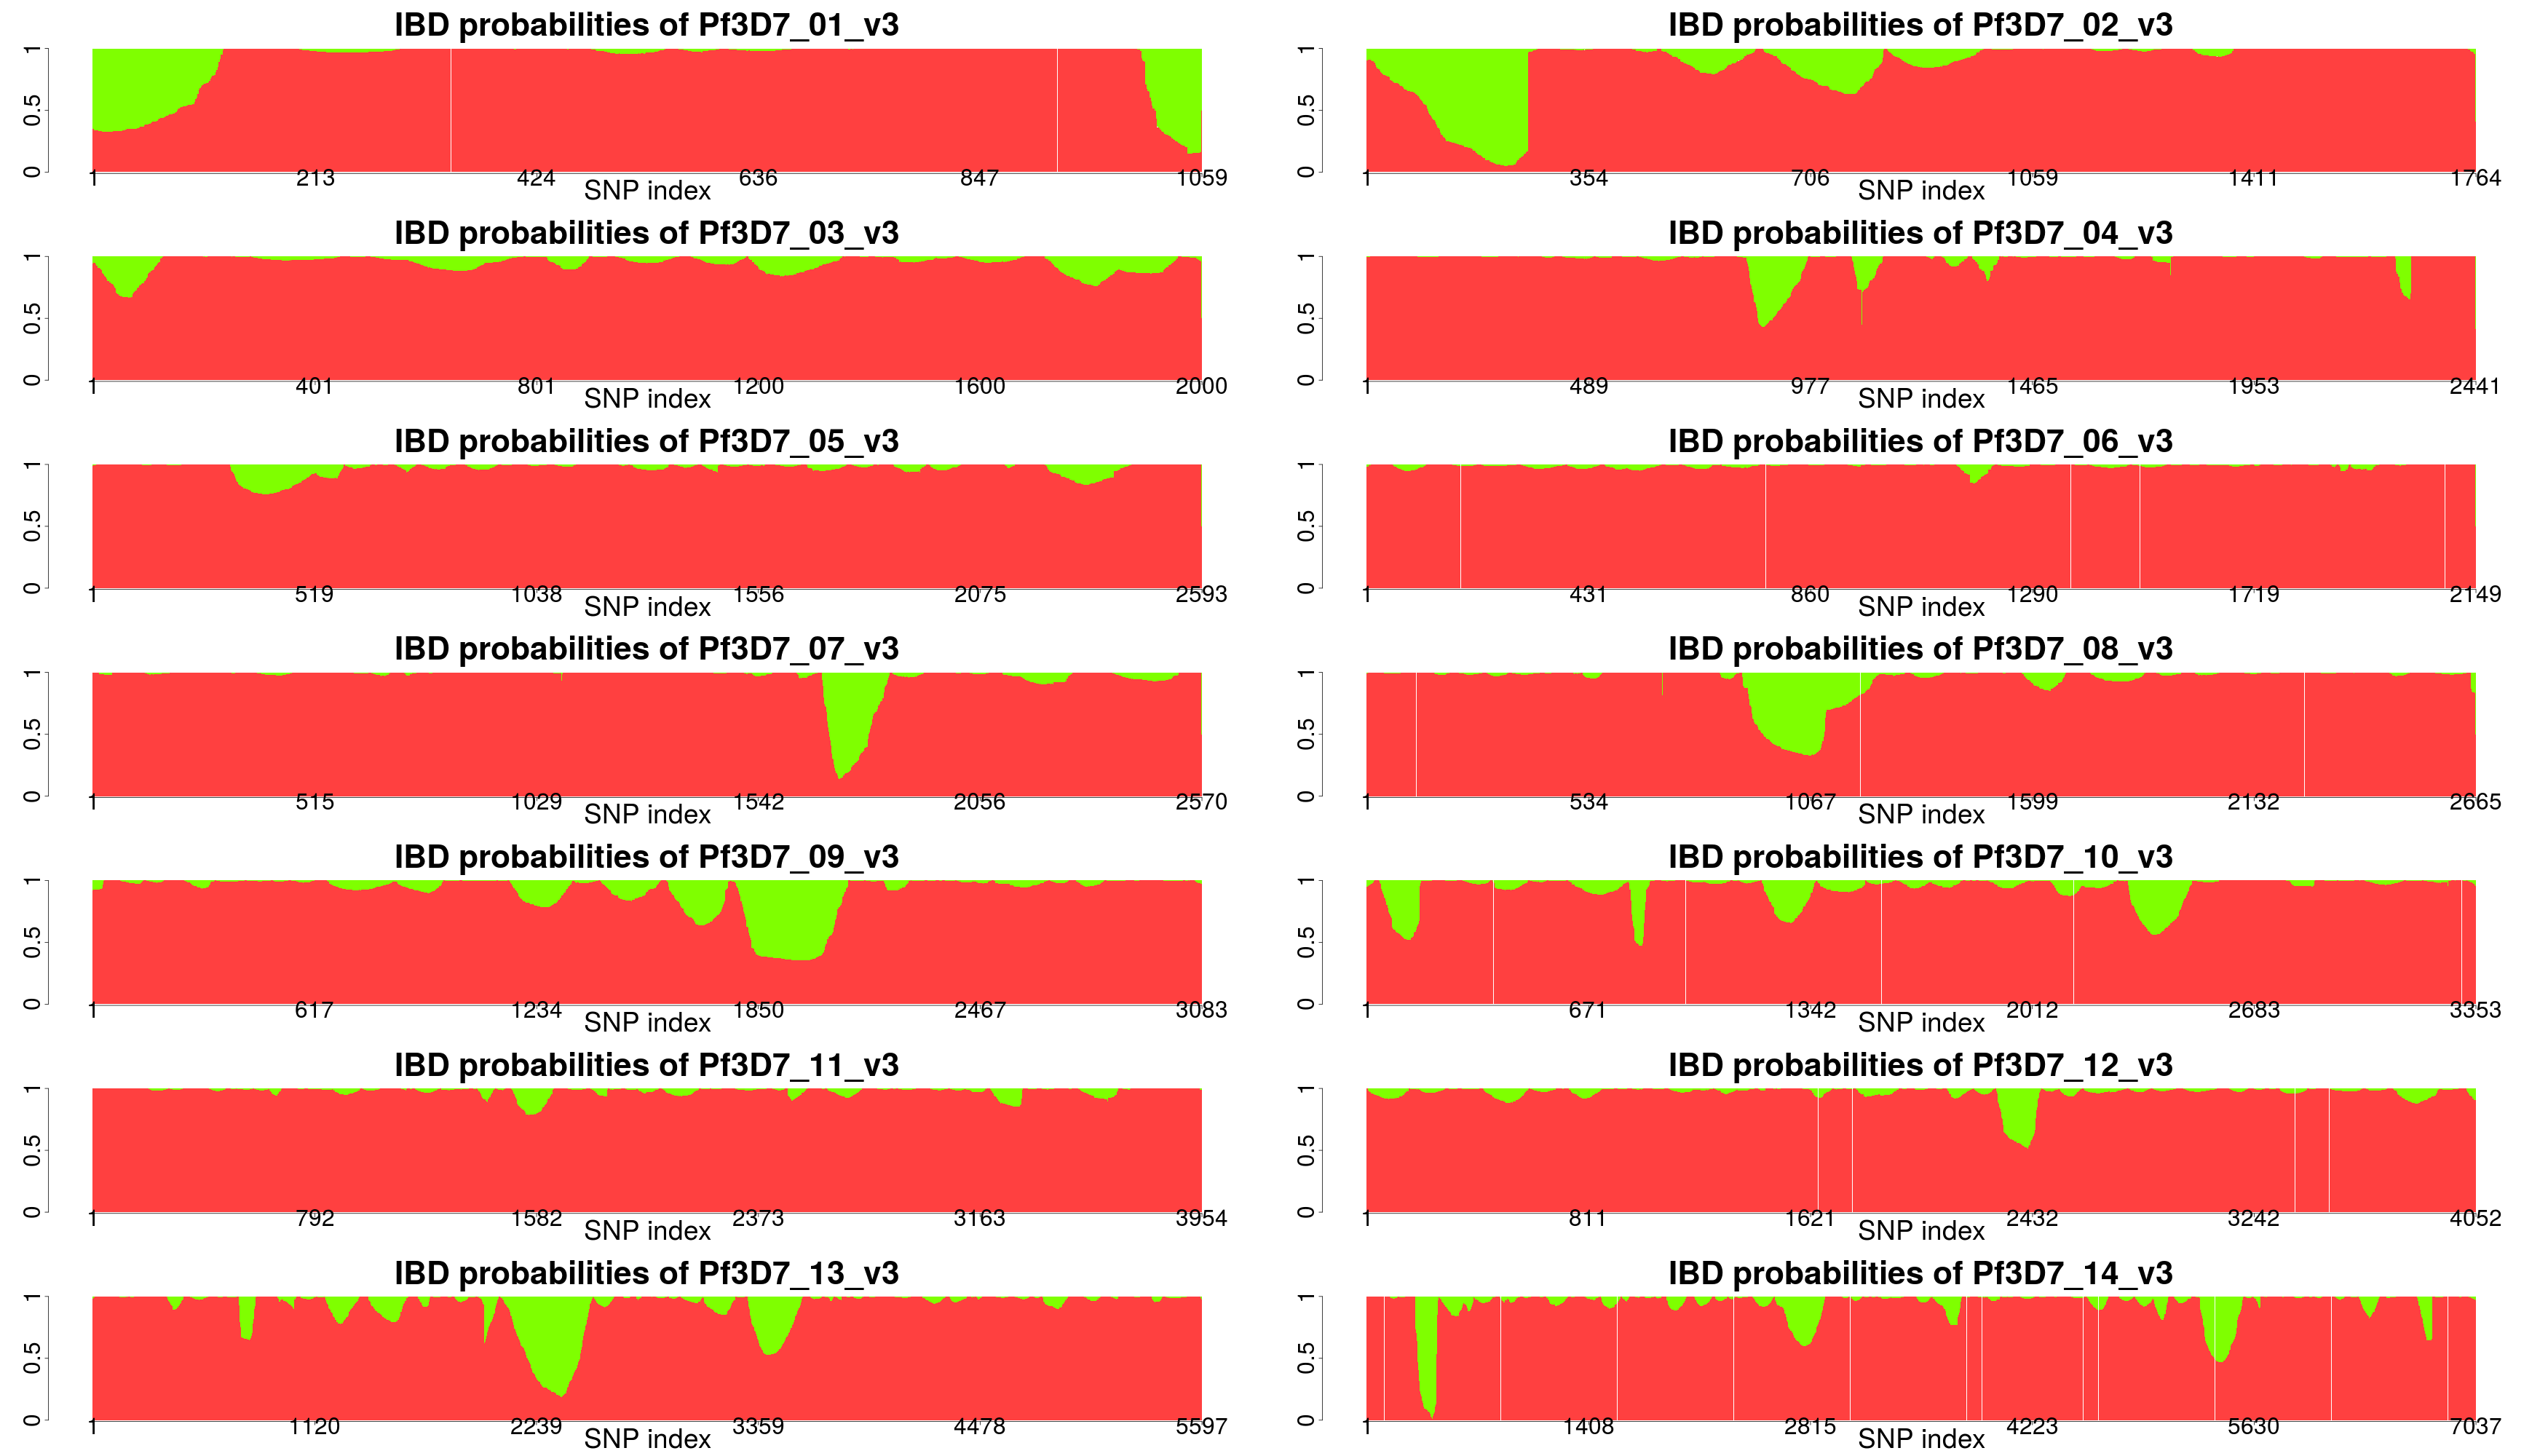 IBD probabilities of Pf3D7_01_v3
0 0.5 1
1 213 424 636 847 1059
SNP index
IBD probabilities of Pf3D7_02_v3
0 0.5 1
1 354 706 1059 1411 1764
SNP index
IBD probabilities of Pf3D7_03_v3
0 0.5 1
1 401 801 1200 1600 2000
SNP index
IBD probabilities of Pf3D7_04_v3
0 0.5 1
1 489 977 1465 1953 2441
SNP index
IBD probabilities of Pf3D7_05_v3
0 0.5 1
1 519 1038 1556 2075 2593
SNP index
IBD probabilities of Pf3D7_06_v3
0 0.5 1
1 431 860 1290 1719 2149
SNP index
IBD probabilities of Pf3D7_07_v3
0 0.5 1
1 515 1029 1542 2056 2570
SNP index
IBD probabilities of Pf3D7_08_v3
0 0.5 1
1 534 1067 1599 2132 2665
SNP index
IBD probabilities of Pf3D7_09_v3
0 0.5 1
1 617 1234 1850 2467 3083
SNP index
IBD probabilities of Pf3D7_10_v3
0 0.5 1
1 671 1342 2012 2683 3353
SNP index
IBD probabilities of Pf3D7_11_v3
0 0.5 1
1 792 1582 2373 3163 3954
SNP index
IBD probabilities of Pf3D7_12_v3
0 0.5 1
1 811 1621 2432 3242 4052
SNP index
IBD probabilities of Pf3D7_13_v3
0 0.5 1
1 1120 2239 3359 4478 5597
SNP index
IBD probabilities of Pf3D7_14_v3
0 0.5 1
1 1408 2815 4223 5630 7037
SNP index